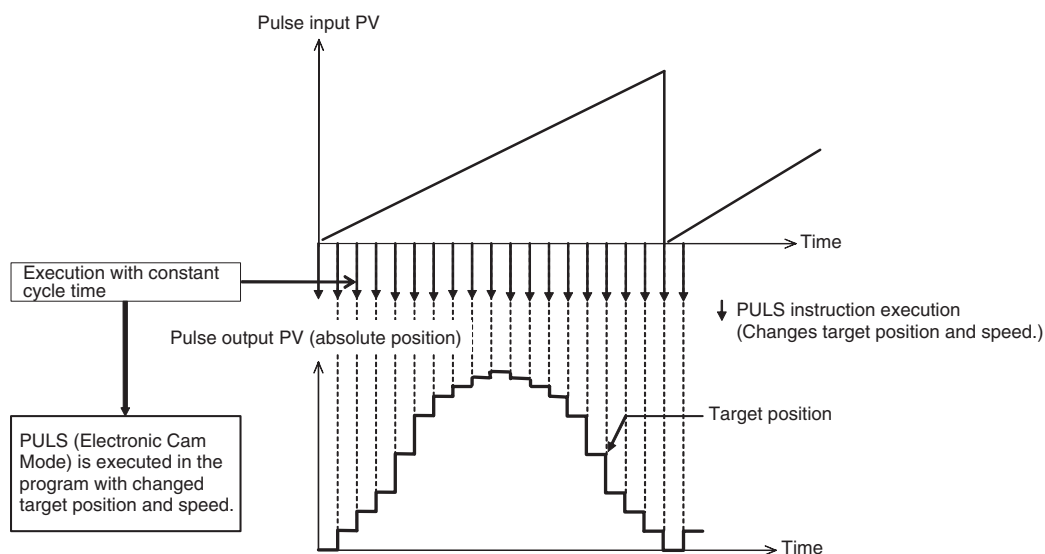 Pulse input PV
Time
Execution with constant
cycle time
PULS instruction execution
(Changes target position and speed.)
Pulse output PV (absolute position)
Target position
PULS (Electronic Cam
Mode) is executed in the
program with changed
target position and speed.
Time